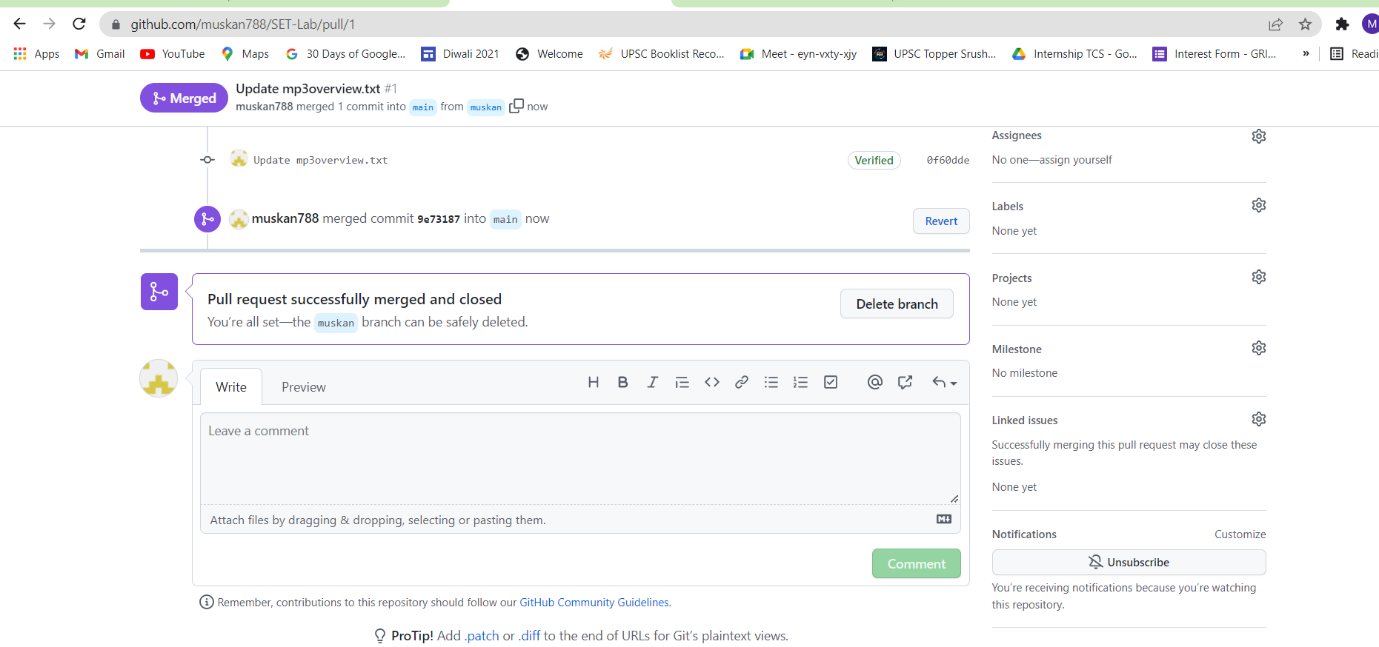 github.com/muskan788/SET-Lab/pull/1
M
Apps Gmail YouTube Maps 30 Days of Google... Diwali 2021 Welcome UPSC Booklist Reco... Meet - eyn-vxty-xjy UPSC Topper Srush... Internship TCS - Go... Interest Form - GRI... » Readi
Merged
Update mp3overview.txt #1
muskan788 merged 1 commit into main from muskan now
Update mp3overview.txt Verified 0f60dde
muskan788 merged commit 9e73187 into main now Revert
Pull request successfully merged and closed
You're all set—the muskan branch can be safely deleted.
Delete branch
Write Preview
Leave a comment
Attach files by dragging & dropping, selecting or pasting them.
Comment
Remember, contributions to this repository should follow our GitHub Community Guidelines.
ProTip! Add .patch or .diff to the end of URLs for Git's plaintext views.
Assignees
No one—assign yourself
Labels
None yet
Projects
None yet
Milestone
No milestone
Linked issues
Successfully merging this pull request may close these
issues.
None yet
Notifications Customize
Unsubscribe
You're receiving notifications because you're watching
this repository.